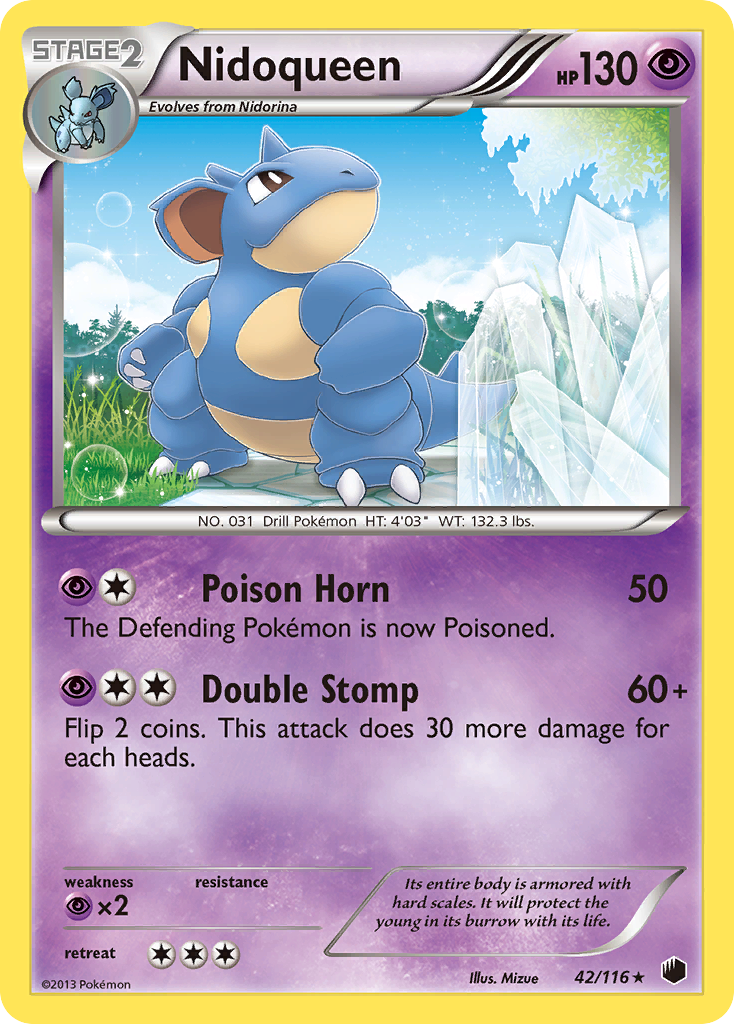 STAGE2
Nidoqueen
HP130
Evolves from Nidorina
NO. 031 Drill Pokémon HT: 4'03" WT: 132.3 lbs.
Poison Horn 50
The Defending Pokémon is now Poisoned.
Double Stomp 60+
Flip 2 coins. This attack does 30 more damage for
each heads.
weakness resistance
×2
retreat
Its entire body is armored with
hard scales. It will protect the
young in its burrow with its life.
©2013 Pokémon
Illus. Mizue 42/116★